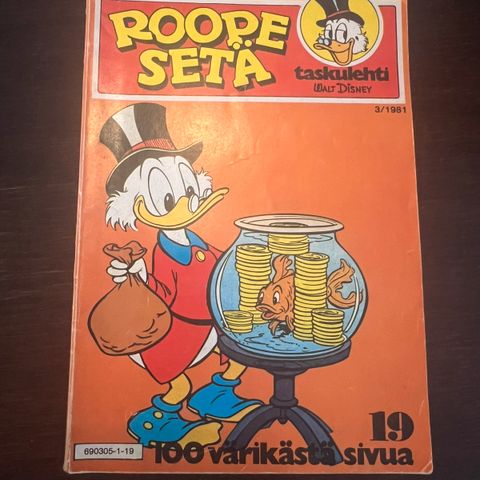 ROOPE
SETÄ
taskulehti
WALT DISNEY
3/1981
19
100 värikästä sivua
690305-1-19